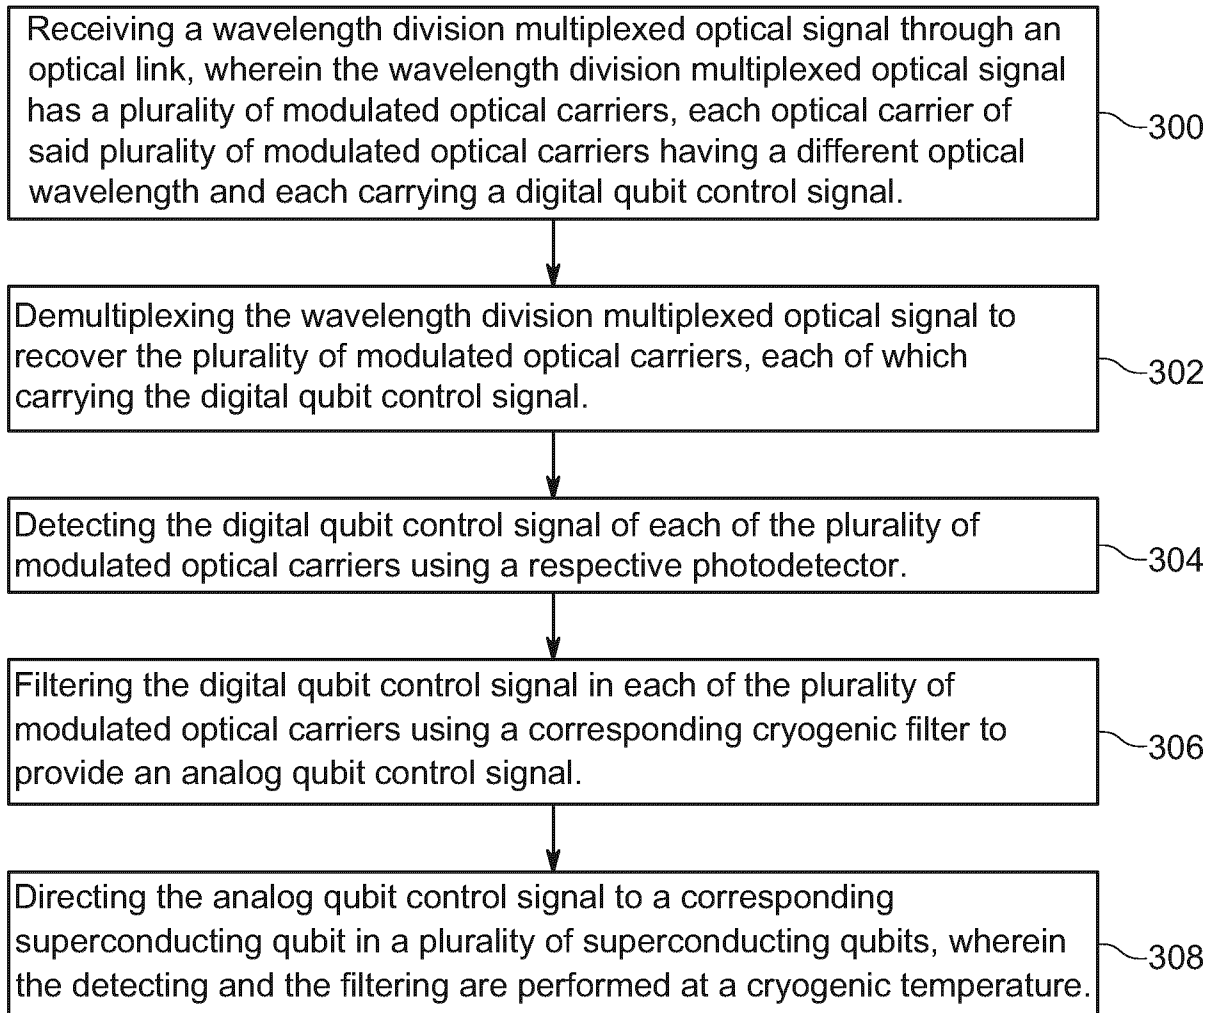 Receiving a wavelength division multiplexed optical signal through an
optical link, wherein the wavelength division multiplexed optical signal
has a plurality of modulated optical carriers, each optical carrier of
said plurality of modulated optical carriers having a different optical
wavelength and each carrying a digital qubit control signal.
300
Demultiplexing the wavelength division multiplexed optical signal to
recover the plurality of modulated optical carriers, each of which
carrying the digital qubit control signal.
302
Detecting the digital qubit control signal of each of the plurality of
modulated optical carriers using a respective photodetector.
304
Filtering the digital qubit control signal in each of the plurality of
modulated optical carriers using a corresponding cryogenic filter to
provide an analog qubit control signal.
306
Directing the analog qubit control signal to a corresponding
superconducting qubit in a plurality of superconducting qubits, wherein
the detecting and the filtering are performed at a cryogenic temperature.
308